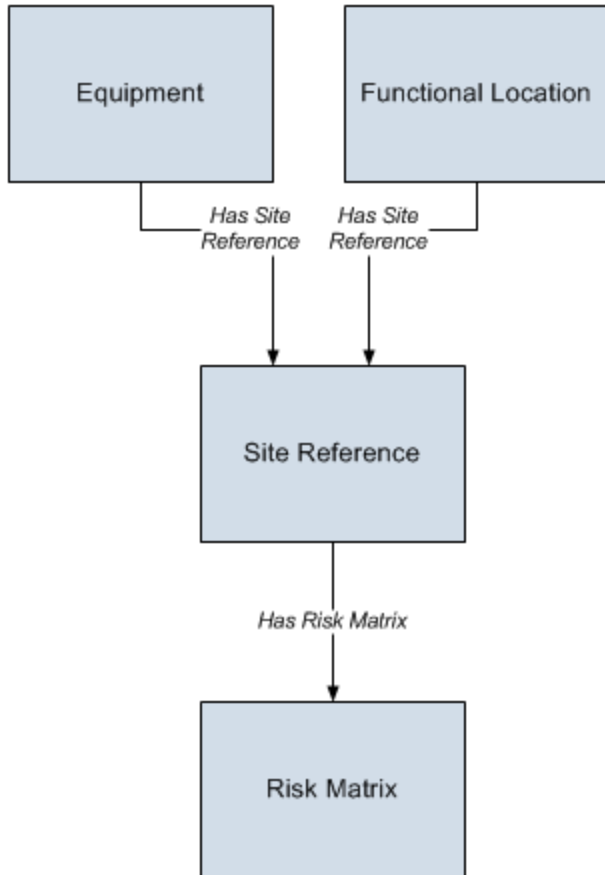 Equipment
Functional Location
Has Site
Reference
Has Site
Reference
Site Reference
Has Risk Matrix
Risk Matrix